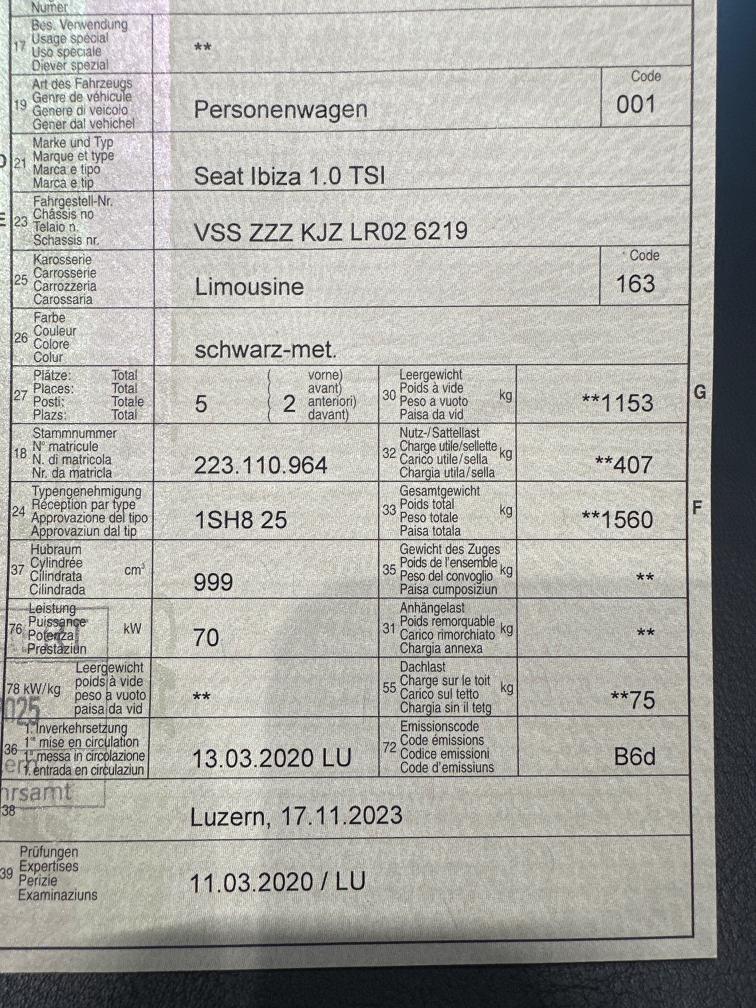 Numer
17 Bes. Verwendung
Usage spécial
Uso speciale
Diever spezial
**
19 Art des Fahrzeugs
Genre de véhicule
Genere di veicolo
Gener dal vehichel
Personenwagen
Code
001
D 21 Marke und Typ
Marque et type
Marca e tipo
Marca e tip
Seat Ibiza 1.0 TSI
E 23 Fahrgestell-Nr.
Châssis no
Telaio n.
Schassis nr.
VSS ZZZ KJZ LR02 6219
25 Karosserie
Carrosserie
Carrozzeria
Carossaria
Limousine
Code
163
26 Farbe
Couleur
Colore
Colur
schwarz-met.
27 Plätze: Total
Places: Total
Posti: Totale
Plazs: Total
5
( vorne)
( avant)
( 2 anteriori)
( davant)
30 Leergewicht
Poids à vide
Peso a vuoto
Paisa da vid
kg
**1153
G
18 Stammnummer
N° matricule
N. di matricola
Nr. da matricla
223.110.964
32 Nutz-/Sattellast
Charge utile/sellette
Carico utile/sella
Chargia utila/sella
kg
**407
24 Typengenehmigung
Réception par type
Approvazione del tipo
Approvaziun dal tip
1SH8 25
33 Gesamtgewicht
Poids total
Peso totale
Paisa totala
kg
**1560
F
37 Hubraum
Cylindrée
Cilindrata
Cilindrada
cm³
999
35 Gewicht des Zuges
Poids de l'ensemble
Peso del convoglio
Paisa cumposiziun
kg
**
76 Leistung
Puissance
Potenza
Prestaziun
kW
70
31 Anhängelast
Poids remorquable
Carico rimorchiato
Chargia annexa
kg
**
78 kW/kg
Leergewicht
poids à vide
peso a vuoto
paisa da vid
**
55 Dachlast
Charge sur le toit
Carico sul tetto
Chargia sin il tetg
kg
**75
025
36 1. Inverkehrsetzung
1re mise en circulation
1. messa in circolazione
1. entrada en circulaziun
13.03.2020 LU
72 Emissionscode
Code émissions
Codice emissioni
Code d'emissiuns
B6d
hrsamt
38
Luzern, 17.11.2023
39 Prüfungen
Expertises
Perizie
Examinaziuns
11.03.2020 / LU